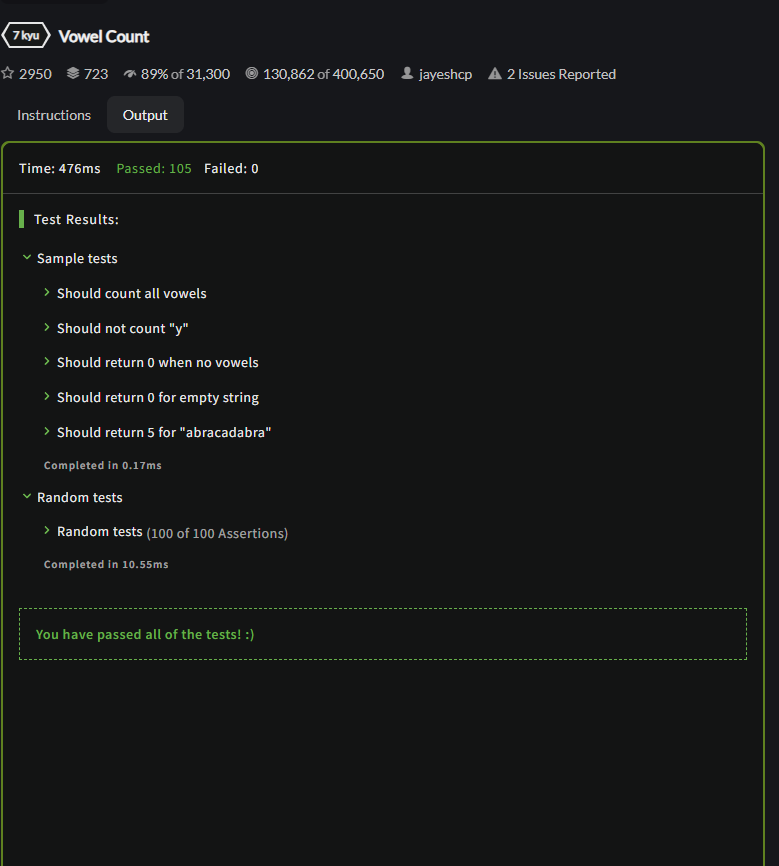 7 kyu Vowel Count
2950 723 89% of 31,300 130,862 of 400,650 jayeshcp 2 Issues Reported
Instructions Output
Time: 476ms Passed: 105 Failed: 0
Test Results:
Sample tests
Should count all vowels
Should not count "y"
Should return 0 when no vowels
Should return 0 for empty string
Should return 5 for "abracadabra"
Completed in 0.17ms
Random tests
Random tests (100 of 100 Assertions)
Completed in 10.55ms
You have passed all of the tests! :)